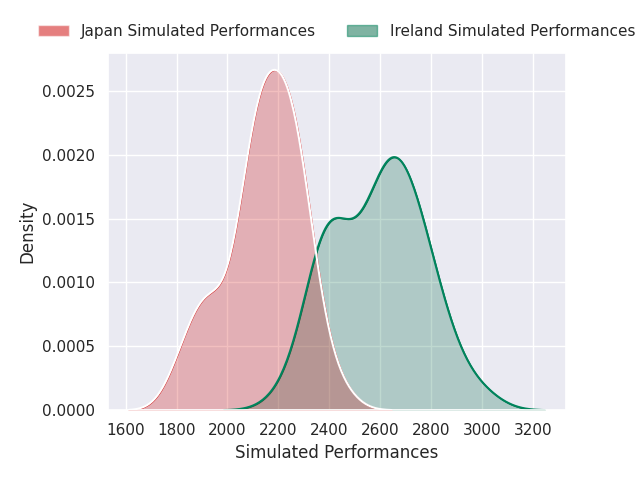 Japan Simulated Performances Ireland Simulated Performances
0.0025
0.0020
0.0015
0.0010
0.0005
0.0000
Density
1600 1800 2000 2200 2400 2600 2800 3000 3200
Simulated Performances